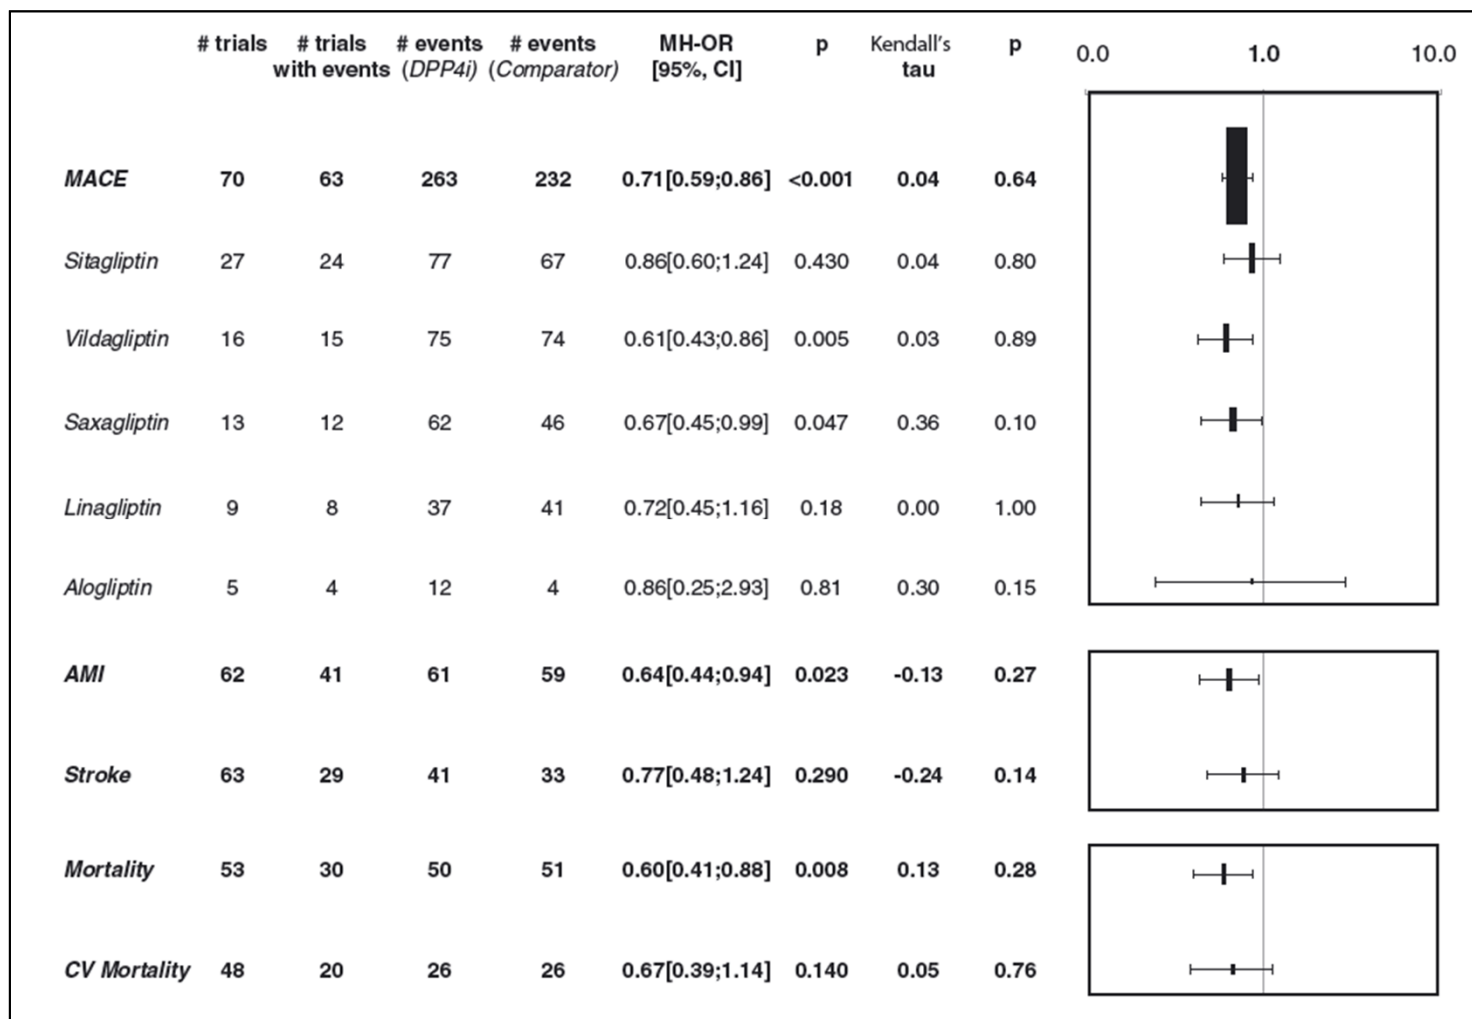 # trials # trials # events # events MH-OR p Kendall's p 0.0 1.0 10.0
with events (DPP4i) (Comparator) [95%, CI] tau
MACE 70 63 263 232 0.71[0.59;0.86] <0.001 0.04 0.64
Sitagliptin 27 24 77 67 0.86[0.60;1.24] 0.430 0.04 0.80
Vildagliptin 16 15 75 74 0.61[0.43;0.86] 0.005 0.03 0.89
Saxagliptin 13 12 62 46 0.67[0.45;0.99] 0.047 0.36 0.10
Linagliptin 9 8 37 41 0.72[0.45;1.16] 0.18 0.00 1.00
Alogliptin 5 4 12 4 0.86[0.25;2.93] 0.81 0.30 0.15
AMI 62 41 61 59 0.64[0.44;0.94] 0.023 -0.13 0.27
Stroke 63 29 41 33 0.77[0.48;1.24] 0.290 -0.24 0.14
Mortality 53 30 50 51 0.60[0.41;0.88] 0.008 0.13 0.28
CV Mortality 48 20 26 26 0.67[0.39;1.14] 0.140 0.05 0.76